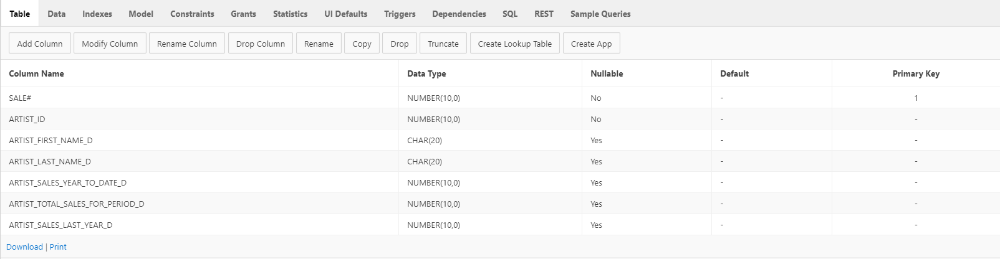 Table Data Indexes Model Constraints Grants Statistics UI Defaults Triggers Dependencies SQL REST Sample Queries
Add Column Modify Column Rename Column Drop Column Rename Copy Drop Truncate Create Lookup Table Create App
Column Name Data Type Nullable Default Primary Key
SALE# NUMBER(10,0) No - 1
ARTIST_ID NUMBER(10,0) No - -
ARTIST_FIRST_NAME_D CHAR(20) Yes - -
ARTIST_LAST_NAME_D CHAR(20) Yes - -
ARTIST_SALES_YEAR_TO_DATE_D NUMBER(10,0) Yes - -
ARTIST_TOTAL_SALES_FOR_PERIOD_D NUMBER(10,0) Yes - -
ARTIST_SALES_LAST_YEAR_D NUMBER(10,0) Yes - -
Download | Print